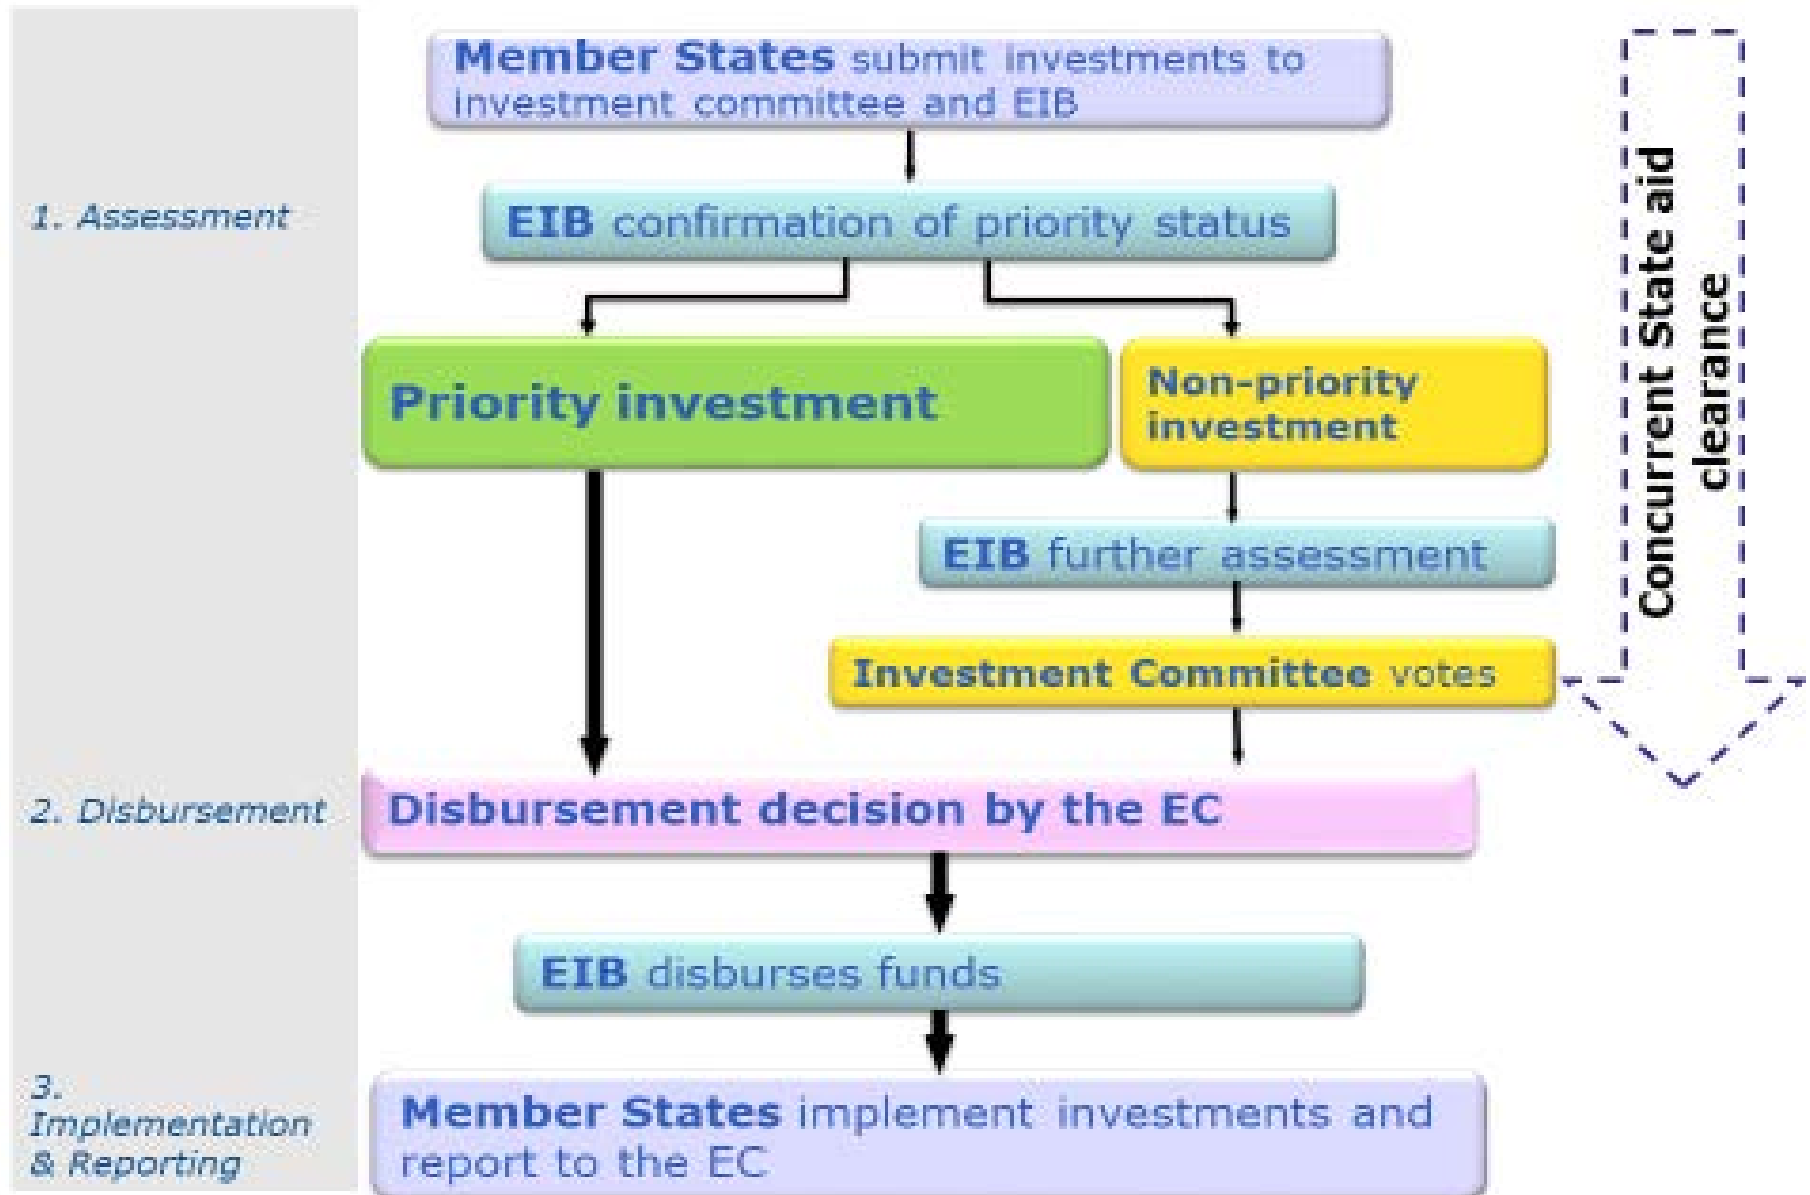 Member States submit investments to
investment committee and EIB
1. Assessment
EIB confirmation of priority status
Priority investment
Non-priority
investment
EIB further assessment
Investment Committee votes
Concurrent State aid
clearance
2. Disbursement
Disbursement decision by the EC
EIB disburses funds
3.
Implementation
& Reporting
Member States implement investments and
report to the EC